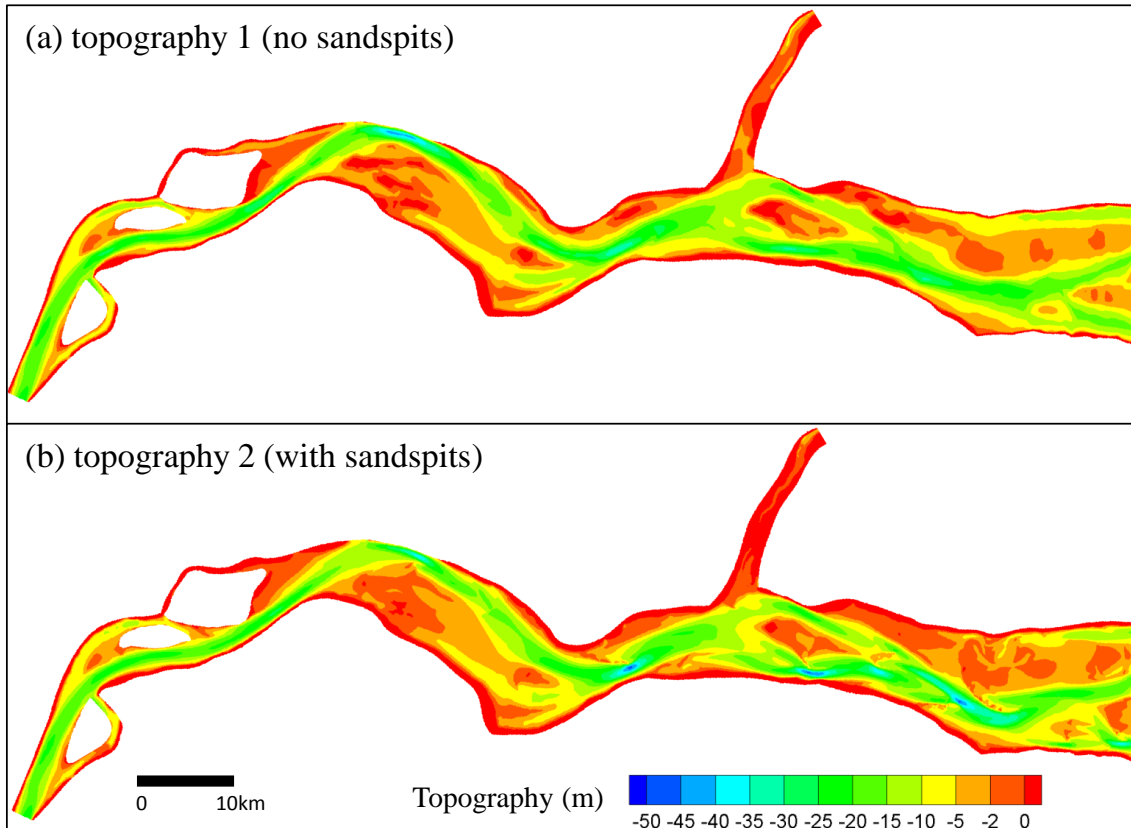 (a) topography 1 (no sandspits)
(b) topography 2 (with sandspits)
0 10km
Topography (m)
-50 -45 -40 -35 -30 -25 -20 -15 -10 -5 -2 0